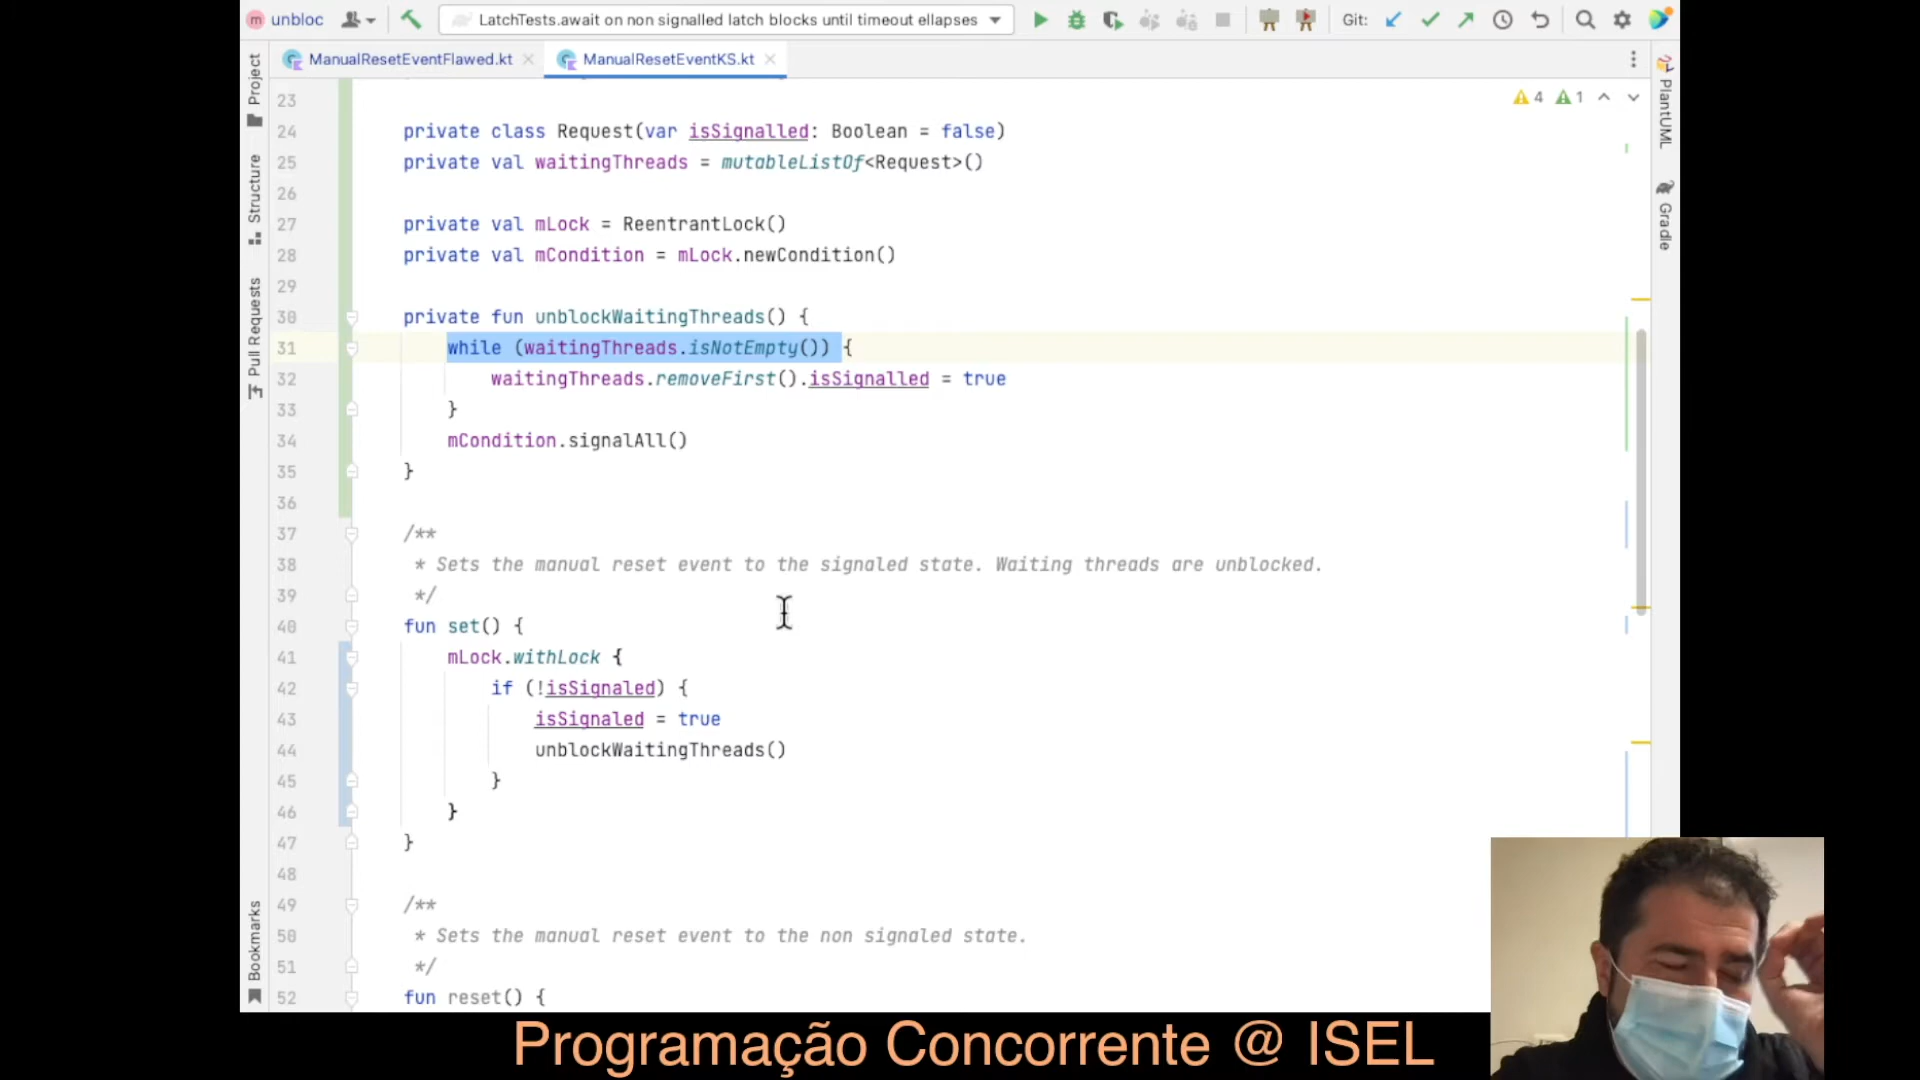 unbloc
LatchTests.await on non signalled latch blocks until timeout ellapses
Git:
ManualResetEventFlawed.kt
ManualResetEventKS.kt
Project
Structure
Pull Requests
Bookmarks
PlantUML
Gradle
4 1
23
24 private class Request(var isSignalled: Boolean = false)
25 private val waitingThreads = mutableListOf<Request>()
26
27 private val mLock = ReentrantLock()
28 private val mCondition = mLock.newCondition()
29
30 private fun unblockWaitingThreads() {
31 while (waitingThreads.isNotEmpty()) {
32 waitingThreads.removeFirst().isSignalled = true
33 }
34 mCondition.signalAll()
35 }
36
37 /**
38 * Sets the manual reset event to the signaled state. Waiting threads are unblocked.
39 */
40 fun set() {
41 mLock.withLock {
42 if (!isSignaled) {
43 isSignaled = true
44 unblockWaitingThreads()
45 }
46 }
47 }
48
49 /**
50 * Sets the manual reset event to the non signaled state.
51 */
52 fun reset() {
Programação Concorrente @ ISEL